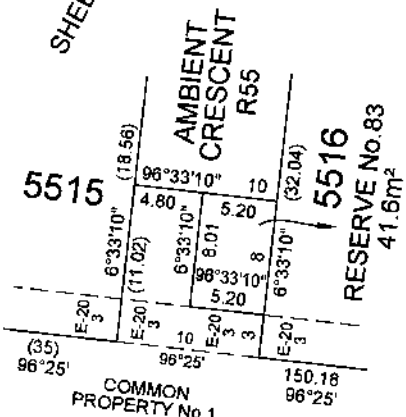 AMBIENT
CRESCENT
R55
(18.56)
96°33'10"
10
(32.04)
5516
RESERVE No.83
41.6m²
5515
4.80
5.20
6°33'10"
(11.02)
6°33'10"
8.01
8
6°33'10"
96°33'10"
5.20
E-20
3
E-20
3
10
E-20
3
3
E-20
3
(35)
96°25'
96°25'
150.16
96°25'
COMMON
PROPERTY No.1